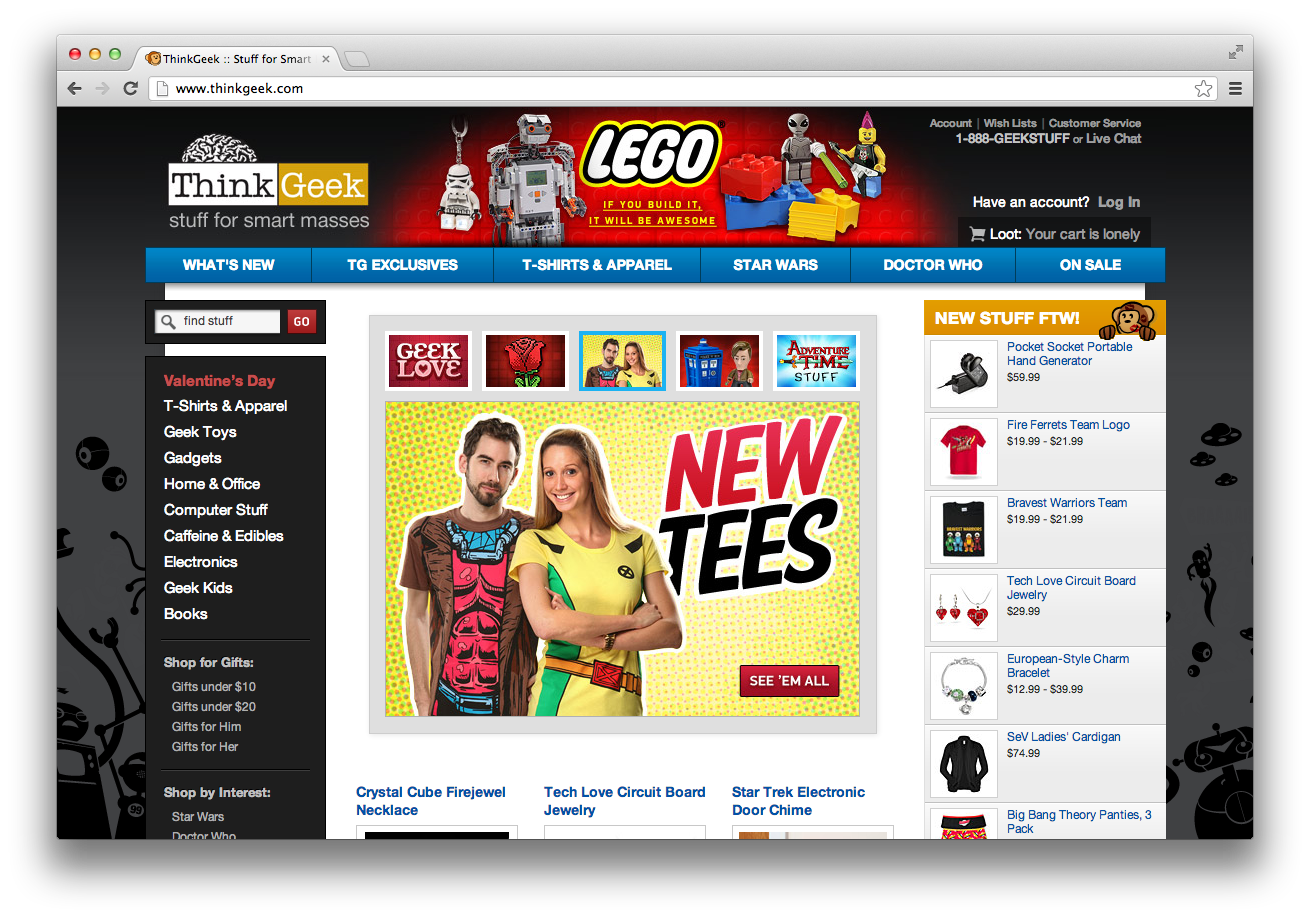 ThinkGeek :: Stuff for Smart
www.thinkgeek.com
ThinkGeek
stuff for smart masses
LEGO®
IF YOU BUILD IT,
IT WILL BE AWESOME
Account | Wish Lists | Customer Service
1-888-GEEKSTUFF or Live Chat
Have an account? Log In
Loot: Your cart is lonely
WHAT'S NEW
TG EXCLUSIVES
T-SHIRTS & APPAREL
STAR WARS
DOCTOR WHO
ON SALE
find stuff
GO
Valentine's Day
T-Shirts & Apparel
Geek Toys
Gadgets
Home & Office
Computer Stuff
Caffeine & Edibles
Electronics
Geek Kids
Books
Shop for Gifts:
Gifts under $10
Gifts under $20
Gifts for Him
Gifts for Her
Shop by Interest:
Star Wars
Doctor Who
99
GEEK
LOVE
ADVENTURE
TIME
STUFF
NEW
TEES
SEE 'EM ALL
Crystal Cube Firejewel
Necklace
Tech Love Circuit Board
Jewelry
Star Trek Electronic
Door Chime
NEW STUFF FTW!
Pocket Socket Portable
Hand Generator
$59.99
Fire Ferrets Team Logo
$19.99 - $21.99
BRAVEST WARRIORS
Bravest Warriors Team
$19.99 - $21.99
Tech Love Circuit Board
Jewelry
$29.99
European-Style Charm
Bracelet
$12.99 - $39.99
SeV Ladies' Cardigan
$74.99
Big Bang Theory Panties, 3
Pack